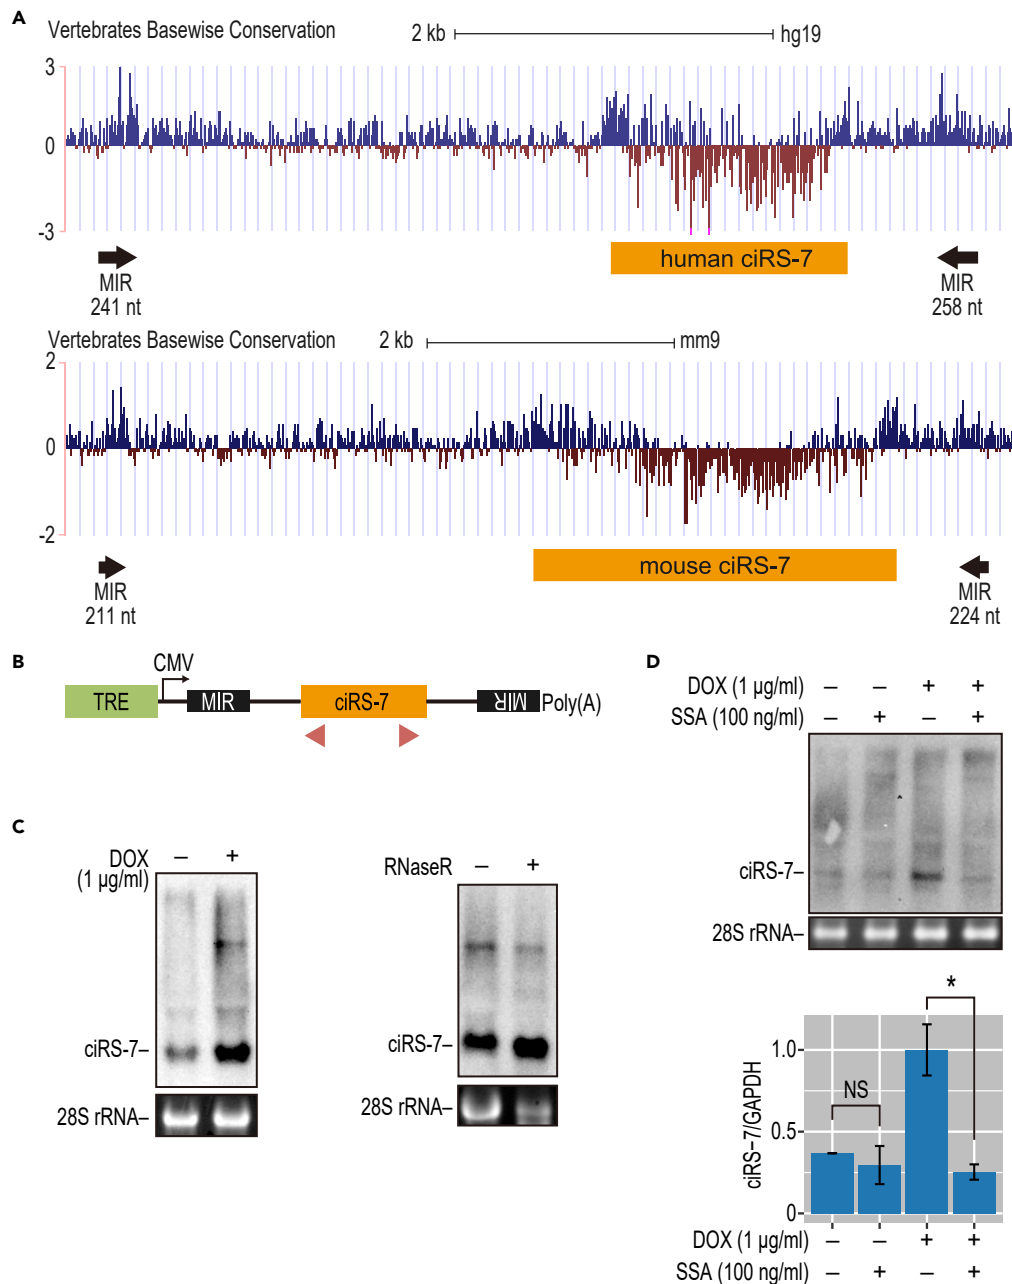 A
Vertebrates Basewise Conservation
2 kb
hg19
3
0
-3
human ciRS-7
MIR
241 nt
MIR
258 nt
Vertebrates Basewise Conservation
2 kb
mm9
2
0
-2
mouse ciRS-7
MIR
211 nt
MIR
224 nt
B
CMV
TRE
MIR
ciRS-7
MIR
Poly(A)
C
DOX
(1 µg/ml)
– +
ciRS-7–
28S rRNA–
RNaseR – +
ciRS-7–
28S rRNA–
D
DOX (1 µg/ml) – – + +
SSA (100 ng/ml) – + – +
ciRS-7–
28S rRNA–
*
NS
1.0
0.5
0
ciRS−7/GAPDH
DOX (1 µg/ml) – – + +
SSA (100 ng/ml) – + – +